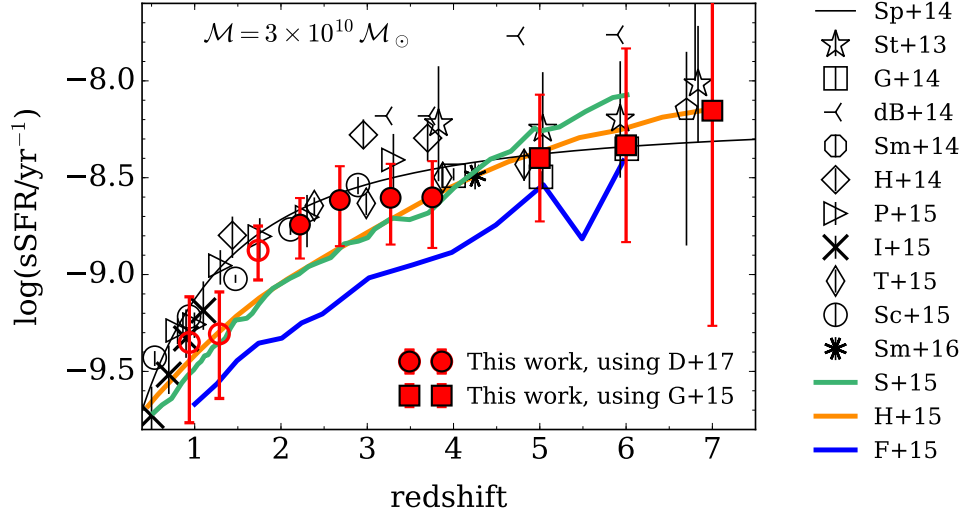 M = 3 × 10¹⁰ M⊙
log(sSFR/yr⁻¹)
−8.0
−8.5
−9.0
−9.5
1 2 3 4 5 6 7
redshift
This work, using D+17
This work, using G+15
Sp+14
St+13
G+14
dB+14
Sm+14
H+14
P+15
I+15
T+15
Sc+15
Sm+16
S+15
H+15
F+15